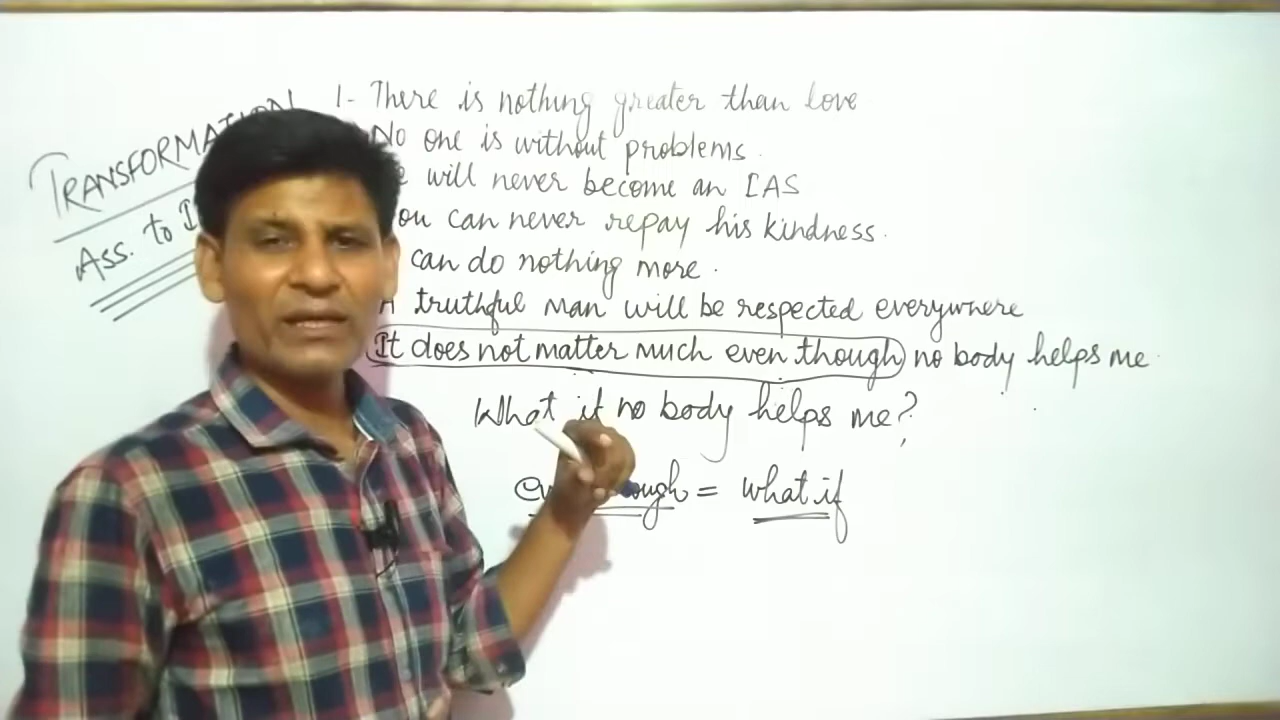 TRANSFORMATION
Ass. to
1- There is nothing greater than love
No one is without problems.
will never become an IAS
can never repay his kindness.
can do nothing more.
A truthful man will be respected everywhere
It does not matter much even though no body helps me.
What if no body helps me?
= what if